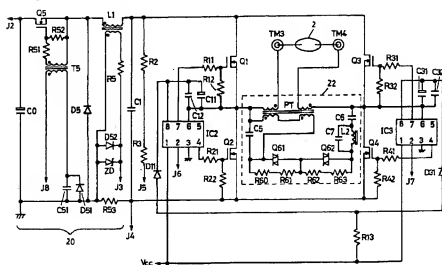 Q5 L1
J2
R52
R51
T5
R5
R2
C0
D5
D52
ZD
C1
R3
J8 J3 J5
C51 D51 R53
20
J4
TM3 2 TM4
R11 Q1
R12
C11
C12
8 7 6 5
IC2
1 2 3 4
J6
D11
R21 Q2
R22
22
PT
C5
C6
C7 L2
Q61 Q62
R60 R61 R62 R63
Q3 R31
R32
C31 C32
8 7 6 5
IC3
1 2 3 4
Q4 R41
J7
R42
D31
R13
Vcc